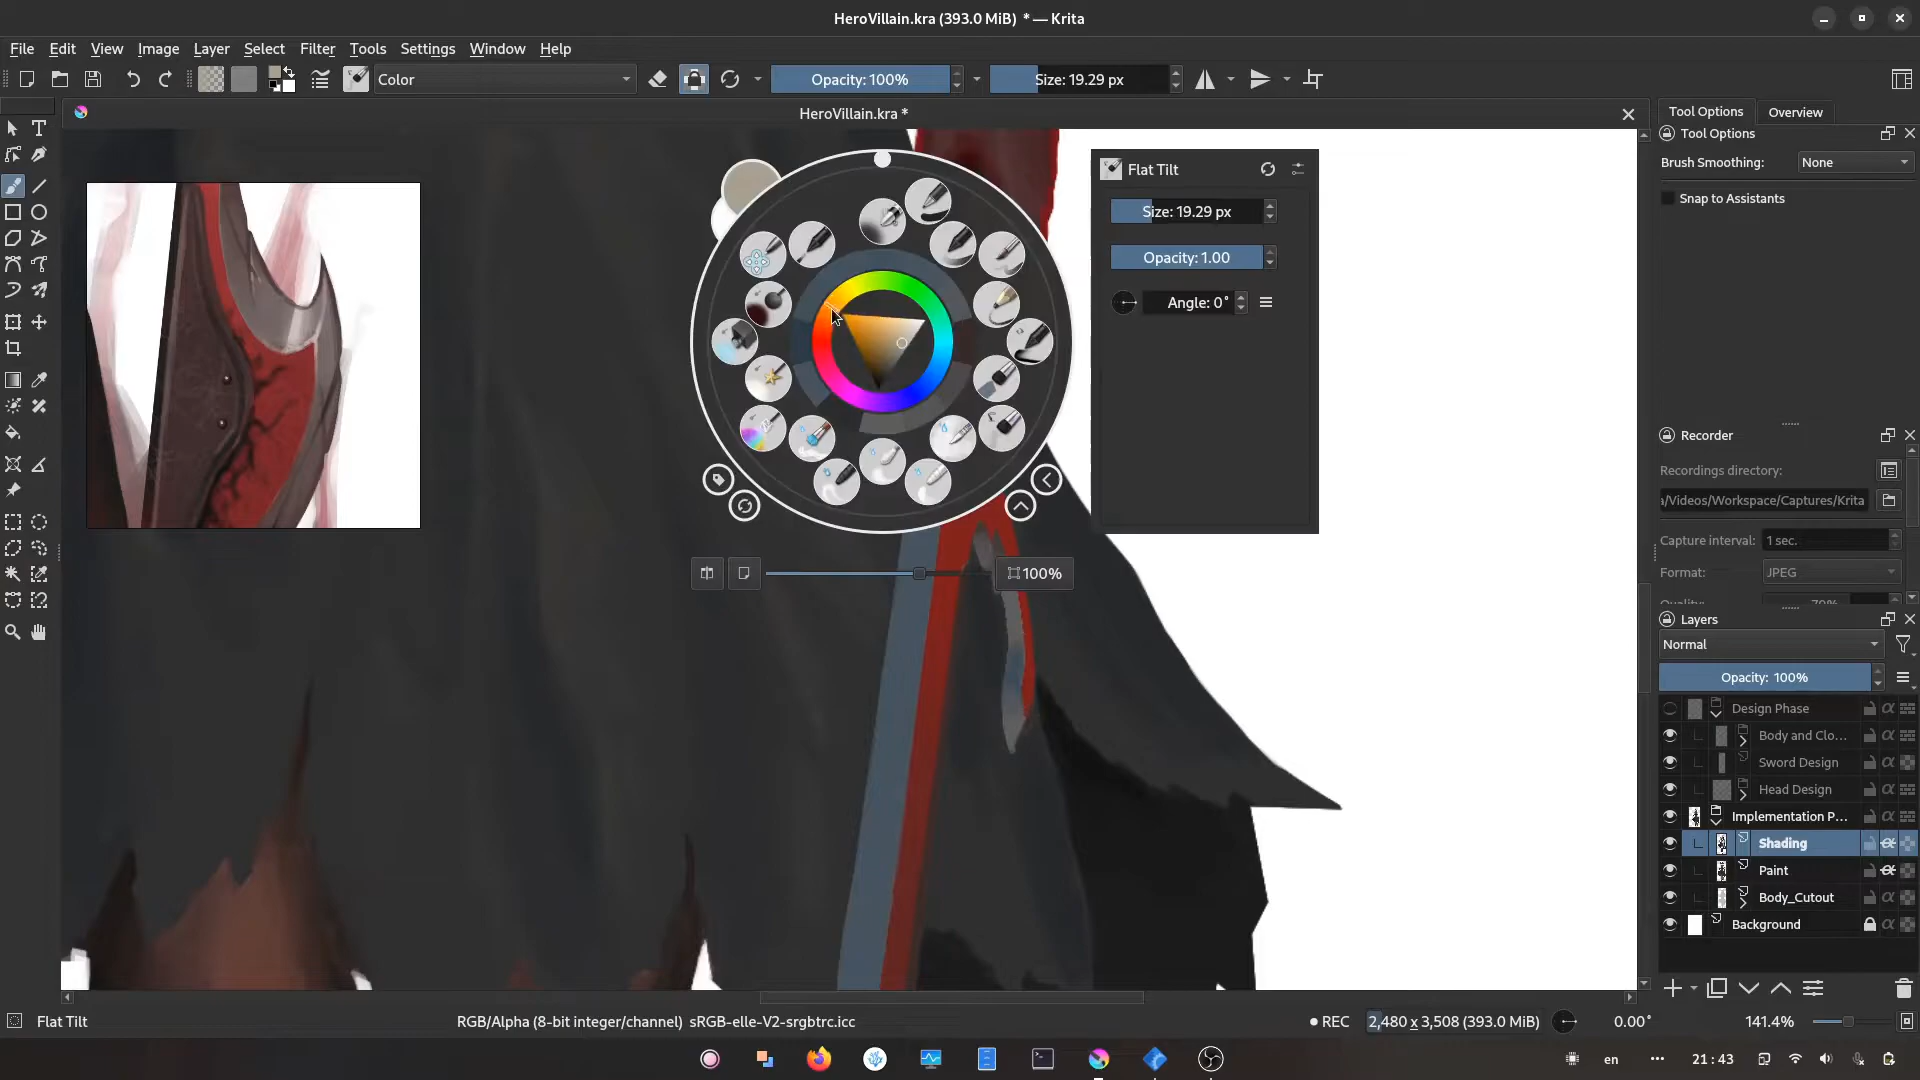 HeroVillain.kra (393.0 MiB) * — Krita
File Edit View Image Layer Select Filter Tools Settings Window Help
Color
Opacity: 100%
Size: 19.29 px
HeroVillain.kra *
Tool Options
Overview
Tool Options
Brush Smoothing: None
Snap to Assistants
Flat Tilt
Size: 19.29 px
Opacity: 1.00
Angle: 0°
100%
Recorder
Recordings directory:
/Videos/Workspace/Captures/Krita
Capture interval: 1 sec.
Format: JPEG
Layers
Normal
Opacity: 100%
Design Phase
Body and Clo...
Sword Design
Head Design
Implementation P...
Shading
Paint
Body_Cutout
Background
Flat Tilt
RGB/Alpha (8-bit integer/channel) sRGB-elle-V2-srgbtrc.icc
REC
2,480 x 3,508 (393.0 MiB)
0.00°
141.4%
en
21:43